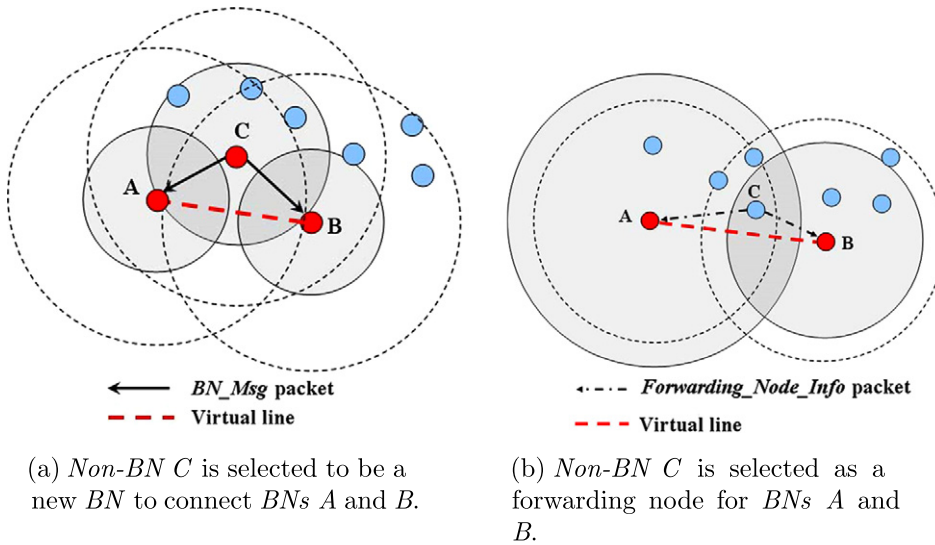 C
A
B
BN_Msg packet
Virtual line
(a) Non-BN C is selected to be a
new BN to connect BNs A and B.
C
A
B
Forwarding_Node_Info packet
Virtual line
(b) Non-BN C is selected as a
forwarding node for BNs A and
B.